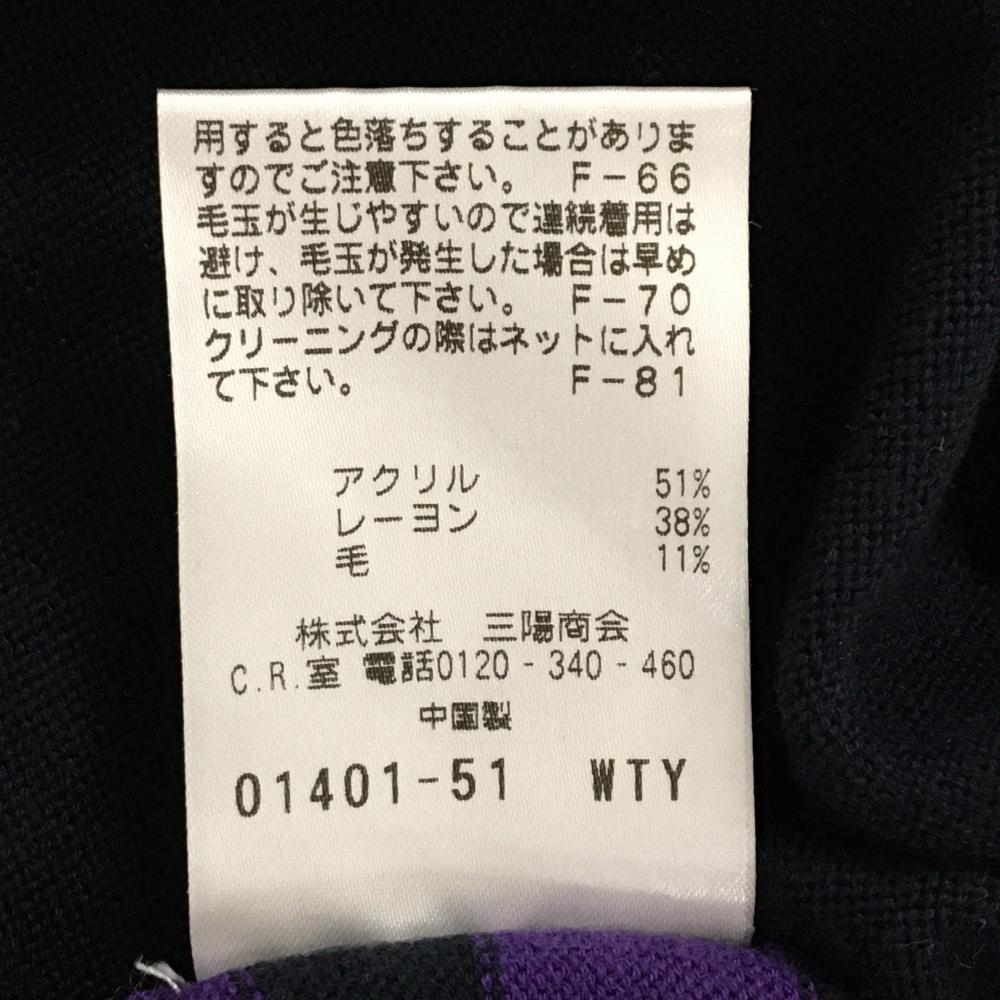 用すると色落ちすることがありま
すのでご注意下さい。　Ｆ－６６
毛玉が生じやすいので連続着用は
避け、毛玉が発生した場合は早め
に取り除いて下さい。　Ｆ－７０
クリーニングの際はネットに入れ
て下さい。　Ｆ－８１
アクリル 51%
レーヨン 38%
毛 11%
株式会社　三陽商会
C.R.室 電話0120-340-460
中国製
01401-51 WTY